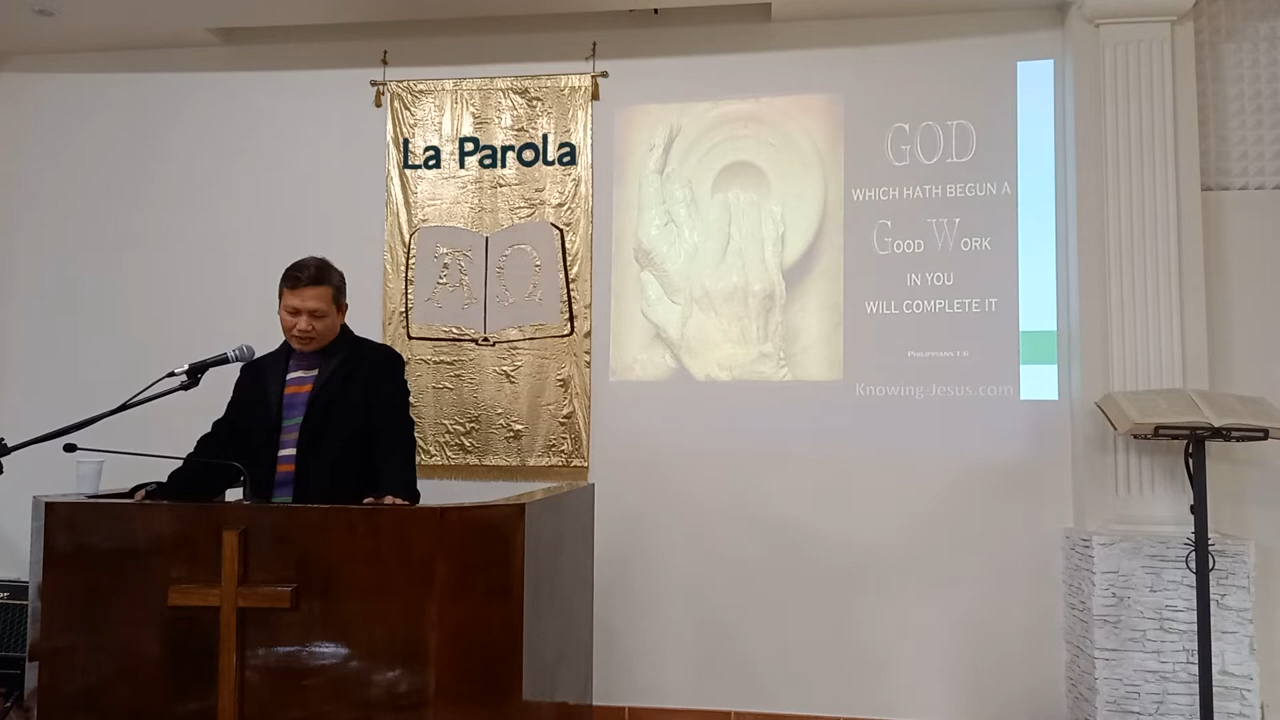 La Parola
Α Ω
GOD
WHICH HATH BEGUN A
GOOD WORK
IN YOU
WILL COMPLETE IT
PHILIPPIANS 1:6
Knowing-Jesus.com